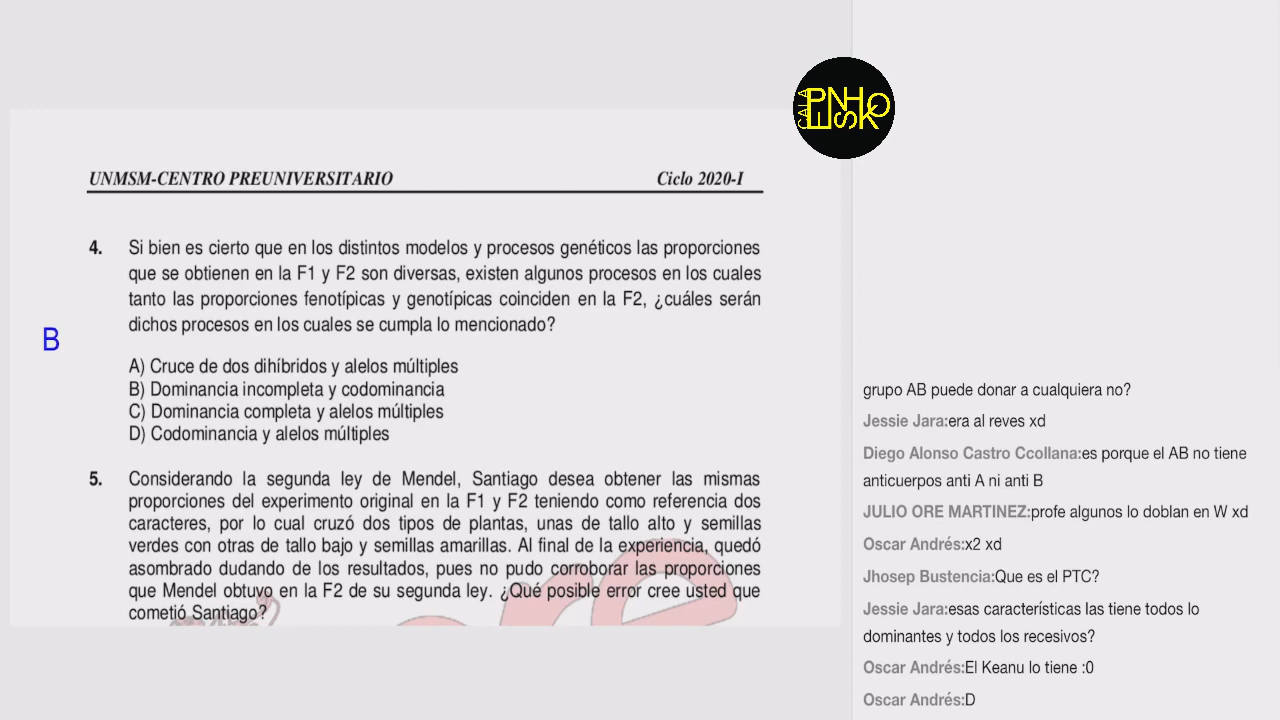 CALA
PENHO
ESK
UNMSM-CENTRO PREUNIVERSITARIO Ciclo 2020-I
4. Si bien es cierto que en los distintos modelos y procesos genéticos las proporciones
que se obtienen en la F1 y F2 son diversas, existen algunos procesos en los cuales
tanto las proporciones fenotípicas y genotípicas coinciden en la F2, ¿cuáles serán
dichos procesos en los cuales se cumpla lo mencionado?
B
A) Cruce de dos dihíbridos y alelos múltiples
B) Dominancia incompleta y codominancia
C) Dominancia completa y alelos múltiples
D) Codominancia y alelos múltiples
5. Considerando la segunda ley de Mendel, Santiago desea obtener las mismas
proporciones del experimento original en la F1 y F2 teniendo como referencia dos
caracteres, por lo cual cruzó dos tipos de plantas, unas de tallo alto y semillas
verdes con otras de tallo bajo y semillas amarillas. Al final de la experiencia, quedó
asombrado dudando de los resultados, pues no pudo corroborar las proporciones
que Mendel obtuvo en la F2 de su segunda ley. ¿Qué posible error cree usted que
cometió Santiago?
grupo AB puede donar a cualquiera no?
Jessie Jara:era al reves xd
Diego Alonso Castro Ccollana:es porque el AB no tiene
anticuerpos anti A ni anti B
JULIO ORE MARTINEZ:profe algunos lo doblan en W xd
Oscar Andrés:x2 xd
Jhosep Bustencia:Que es el PTC?
Jessie Jara:esas características las tiene todos lo
dominantes y todos los recesivos?
Oscar Andrés:El Keanu lo tiene :0
Oscar Andrés:D